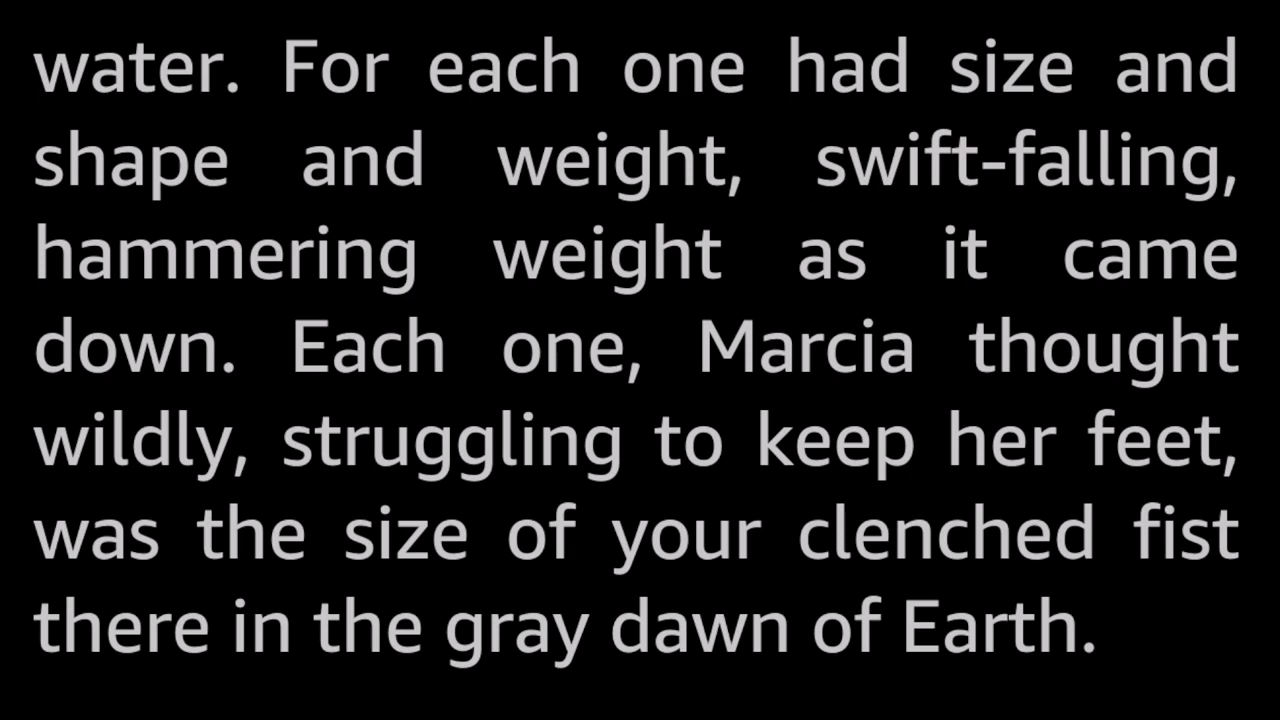 water. For each one had size and
shape and weight, swift-falling,
hammering weight as it came
down. Each one, Marcia thought
wildly, struggling to keep her feet,
was the size of your clenched fist
there in the gray dawn of Earth.